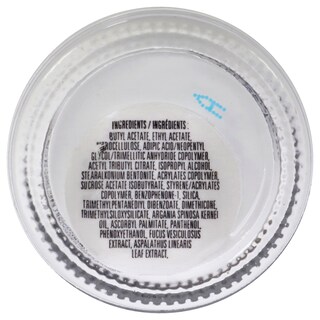 INGREDIENTS / INGRÉDIENTS :
BUTYL ACETATE, ETHYL ACETATE,
NITROCELLULOSE, ADIPIC ACID/NEOPENTYL
GLYCOL/TRIMELLITIC ANHYDRIDE COPOLYMER,
ACETYL TRIBUTYL CITRATE, ISOPROPYL ALCOHOL,
STEARALKONIUM BENTONITE, ACRYLATES COPOLYMER,
SUCROSE ACETATE ISOBUTYRATE, STYRENE/ACRYLATES
COPOLYMER, BENZOPHENONE-1, SILICA,
TRIMETHYLPENTANEDIYL DIBENZOATE, DIMETHICONE,
TRIMETHYLSILOXYSILICATE, ARGANIA SPINOSA KERNEL
OIL, ASCORBYL PALMITATE, PANTHENOL,
PHENOXYETHANOL, FUCUS VESICULOSUS
EXTRACT, ASPALATHUS LINEARIS
LEAF EXTRACT,